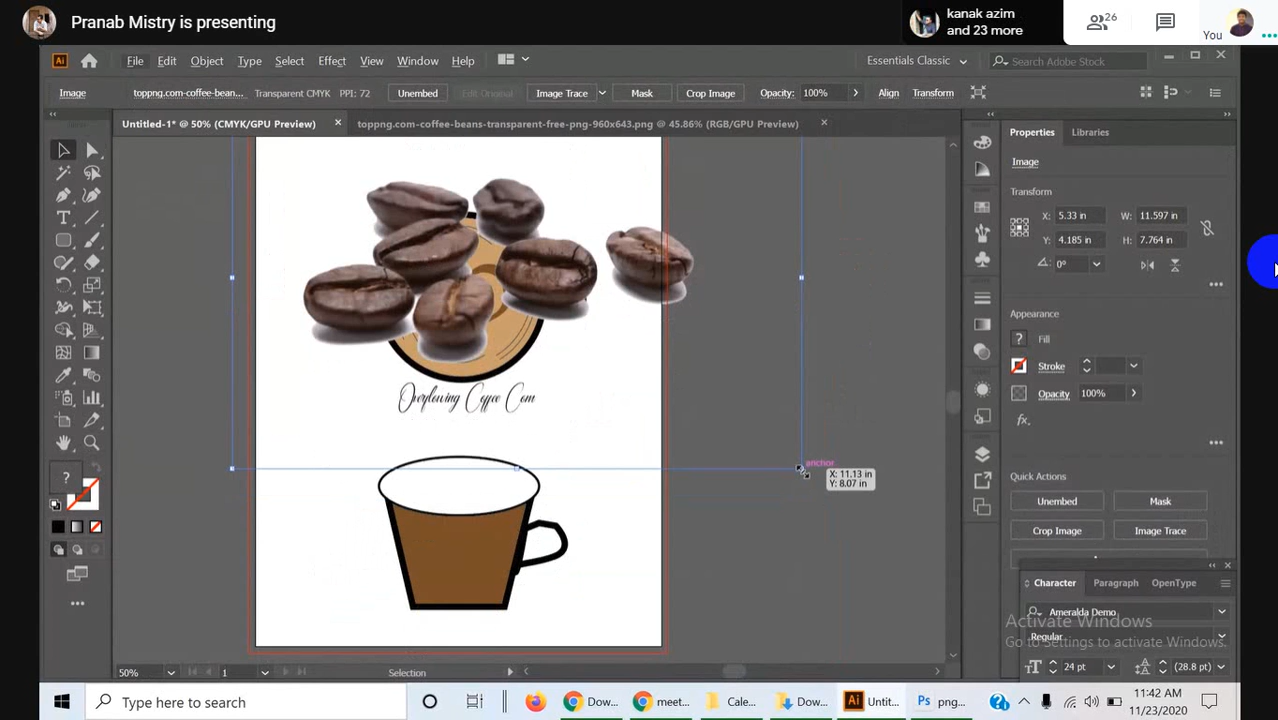 Pranab Mistry is presenting
kanak azim
and 23 more
26
You
Ai
File Edit Object Type Select Effect View Window Help
Essentials Classic
Search Adobe Stock
Image
toppng.com-coffee-bean...
Transparent CMYK
PPI: 72
Unembed
Edit Original
Image Trace
Mask
Crop Image
Opacity: 100%
Align
Transform
Untitled-1* @ 50% (CMYK/GPU Preview)
toppng.com-coffee-beans-transparent-free-png-960x643.png @ 45.86% (RGB/GPU Preview)
Properties
Libraries
Image
Transform
X: 5.33 in
W: 11.597 in
Y: 4.185 in
H: 7.764 in
0°
Appearance
?
Fill
Stroke
Opacity 100%
fx.
Quick Actions
Unembed
Mask
Crop Image
Image Trace
Overflowing Coffee Com
anchor
X: 11.13 in
Y: 8.07 in
?
Character
Paragraph
OpenType
Ameralda Demo
Regular
24 pt
(28.8 pt)
Activate Windows
Go to Settings to activate Windows.
50%
1
Selection
Type here to search
Dow...
meet...
Cale...
Dow...
Ai
Untit...
Ps
png...
11:42 AM
11/23/2020